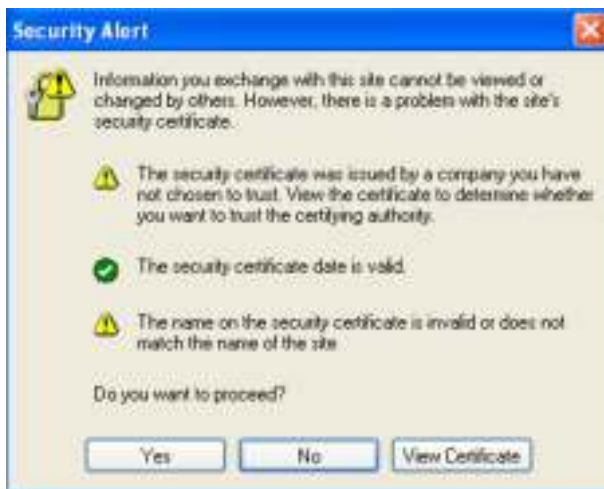 Security Alert
Information you exchange with this site cannot be viewed or
changed by others. However, there is a problem with the site's
security certificate.
The security certificate was issued by a company you have
not chosen to trust. View the certificate to determine whether
you want to trust the certifying authority.
The security certificate date is valid.
The name on the security certificate is invalid or does not
match the name of the site
Do you want to proceed?
Yes
No
View Certificate